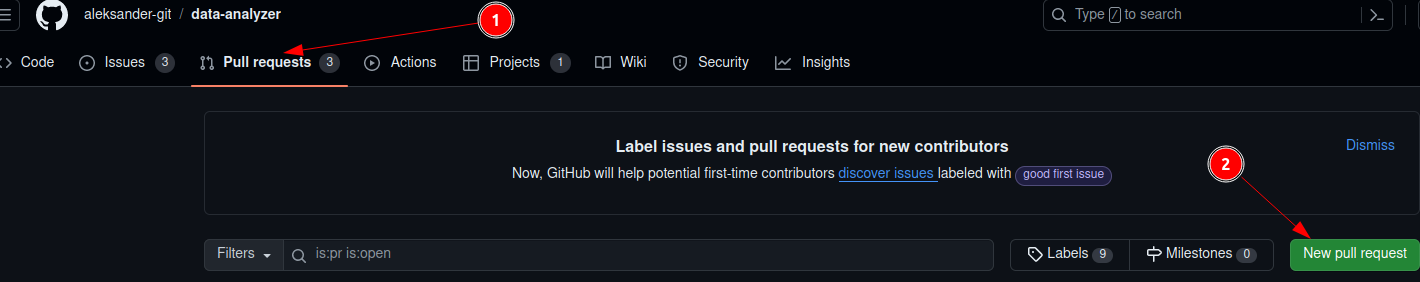 aleksander-git / data-analyzer
1
Type / to search
Code
Issues 3
Pull requests 3
Actions
Projects 1
Wiki
Security
Insights
Label issues and pull requests for new contributors
Dismiss
Now, GitHub will help potential first-time contributors discover issues labeled with good first issue
2
Filters
is:pr is:open
Labels 9
Milestones 0
New pull request